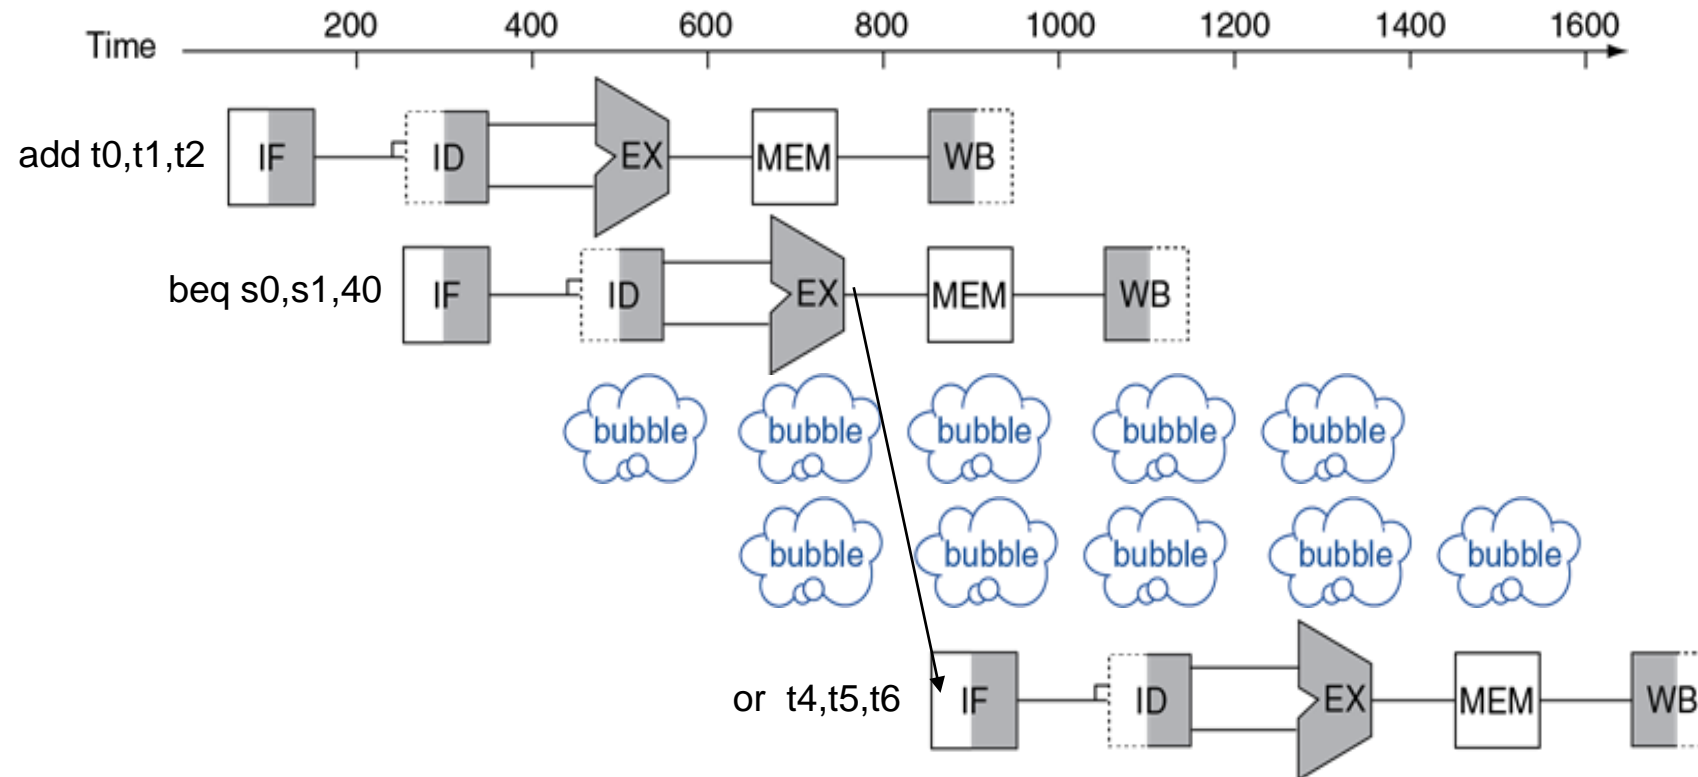 200 400 600 800 1000 1200 1400 1600
Time
add t0,t1,t2 IF ID EX MEM WB
beq s0,s1,40 IF ID EX MEM WB
bubble bubble bubble bubble bubble
bubble bubble bubble bubble bubble
or t4,t5,t6 IF ID EX MEM WB